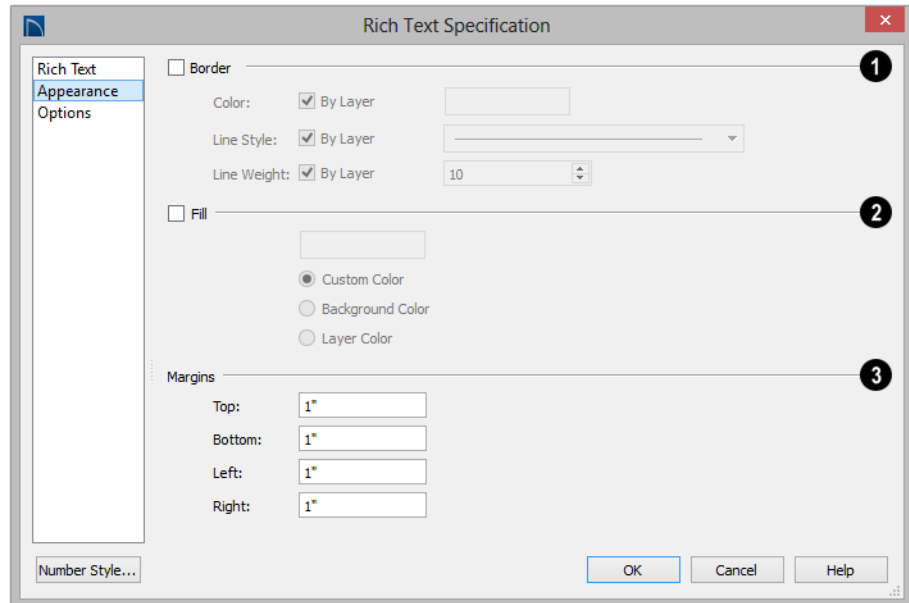 Rich Text Specification
Rich Text
Appearance
Options
Border
1
Color:
By Layer
Line Style:
By Layer
Line Weight:
By Layer
10
Fill
2
Custom Color
Background Color
Layer Color
Margins
3
Top:
1"
Bottom:
1"
Left:
1"
Right:
1"
Number Style...
OK
Cancel
Help